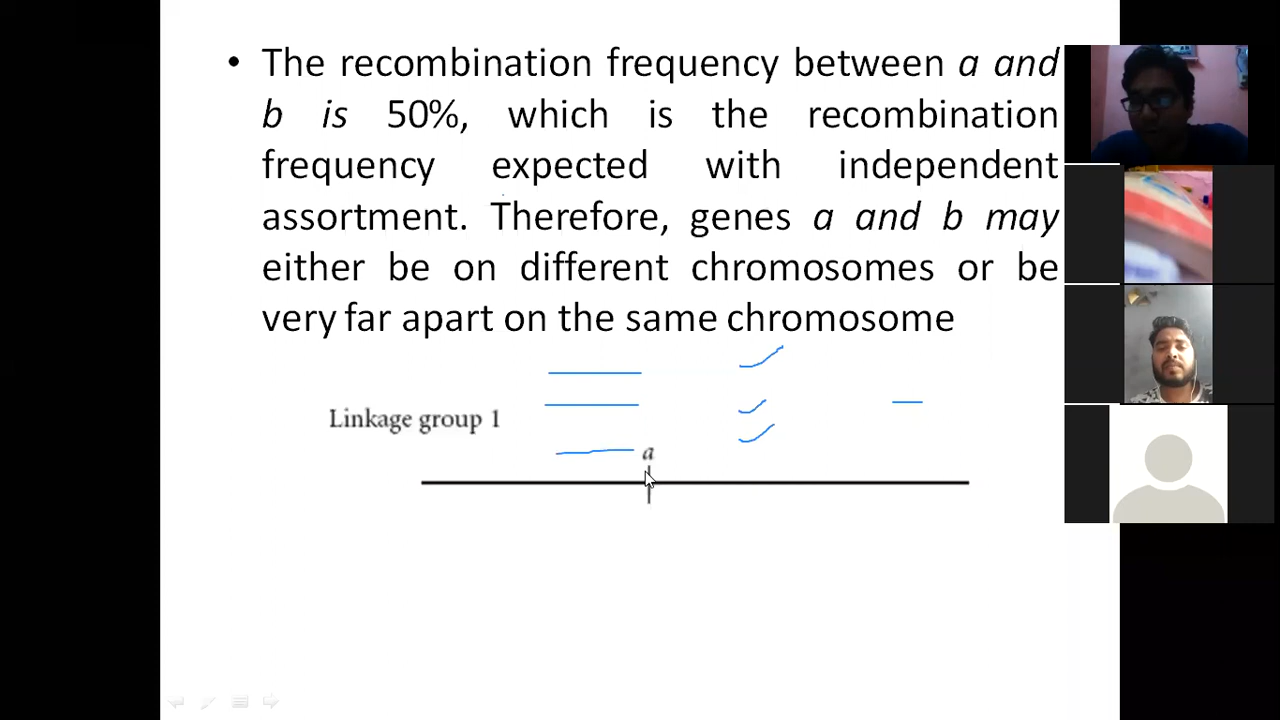 • The recombination frequency between a and
b is 50%, which is the recombination
frequency expected with independent
assortment. Therefore, genes a and b may
either be on different chromosomes or be
very far apart on the same chromosome
Linkage group 1
a